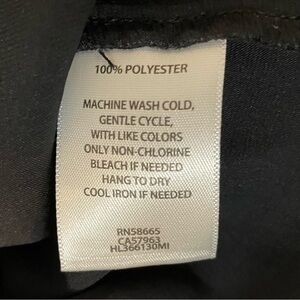 100% POLYESTER
MACHINE WASH COLD,
GENTLE CYCLE,
WITH LIKE COLORS
ONLY NON-CHLORINE
BLEACH IF NEEDED
HANG TO DRY
COOL IRON IF NEEDED
RN58665
CA57963
HL366130MI